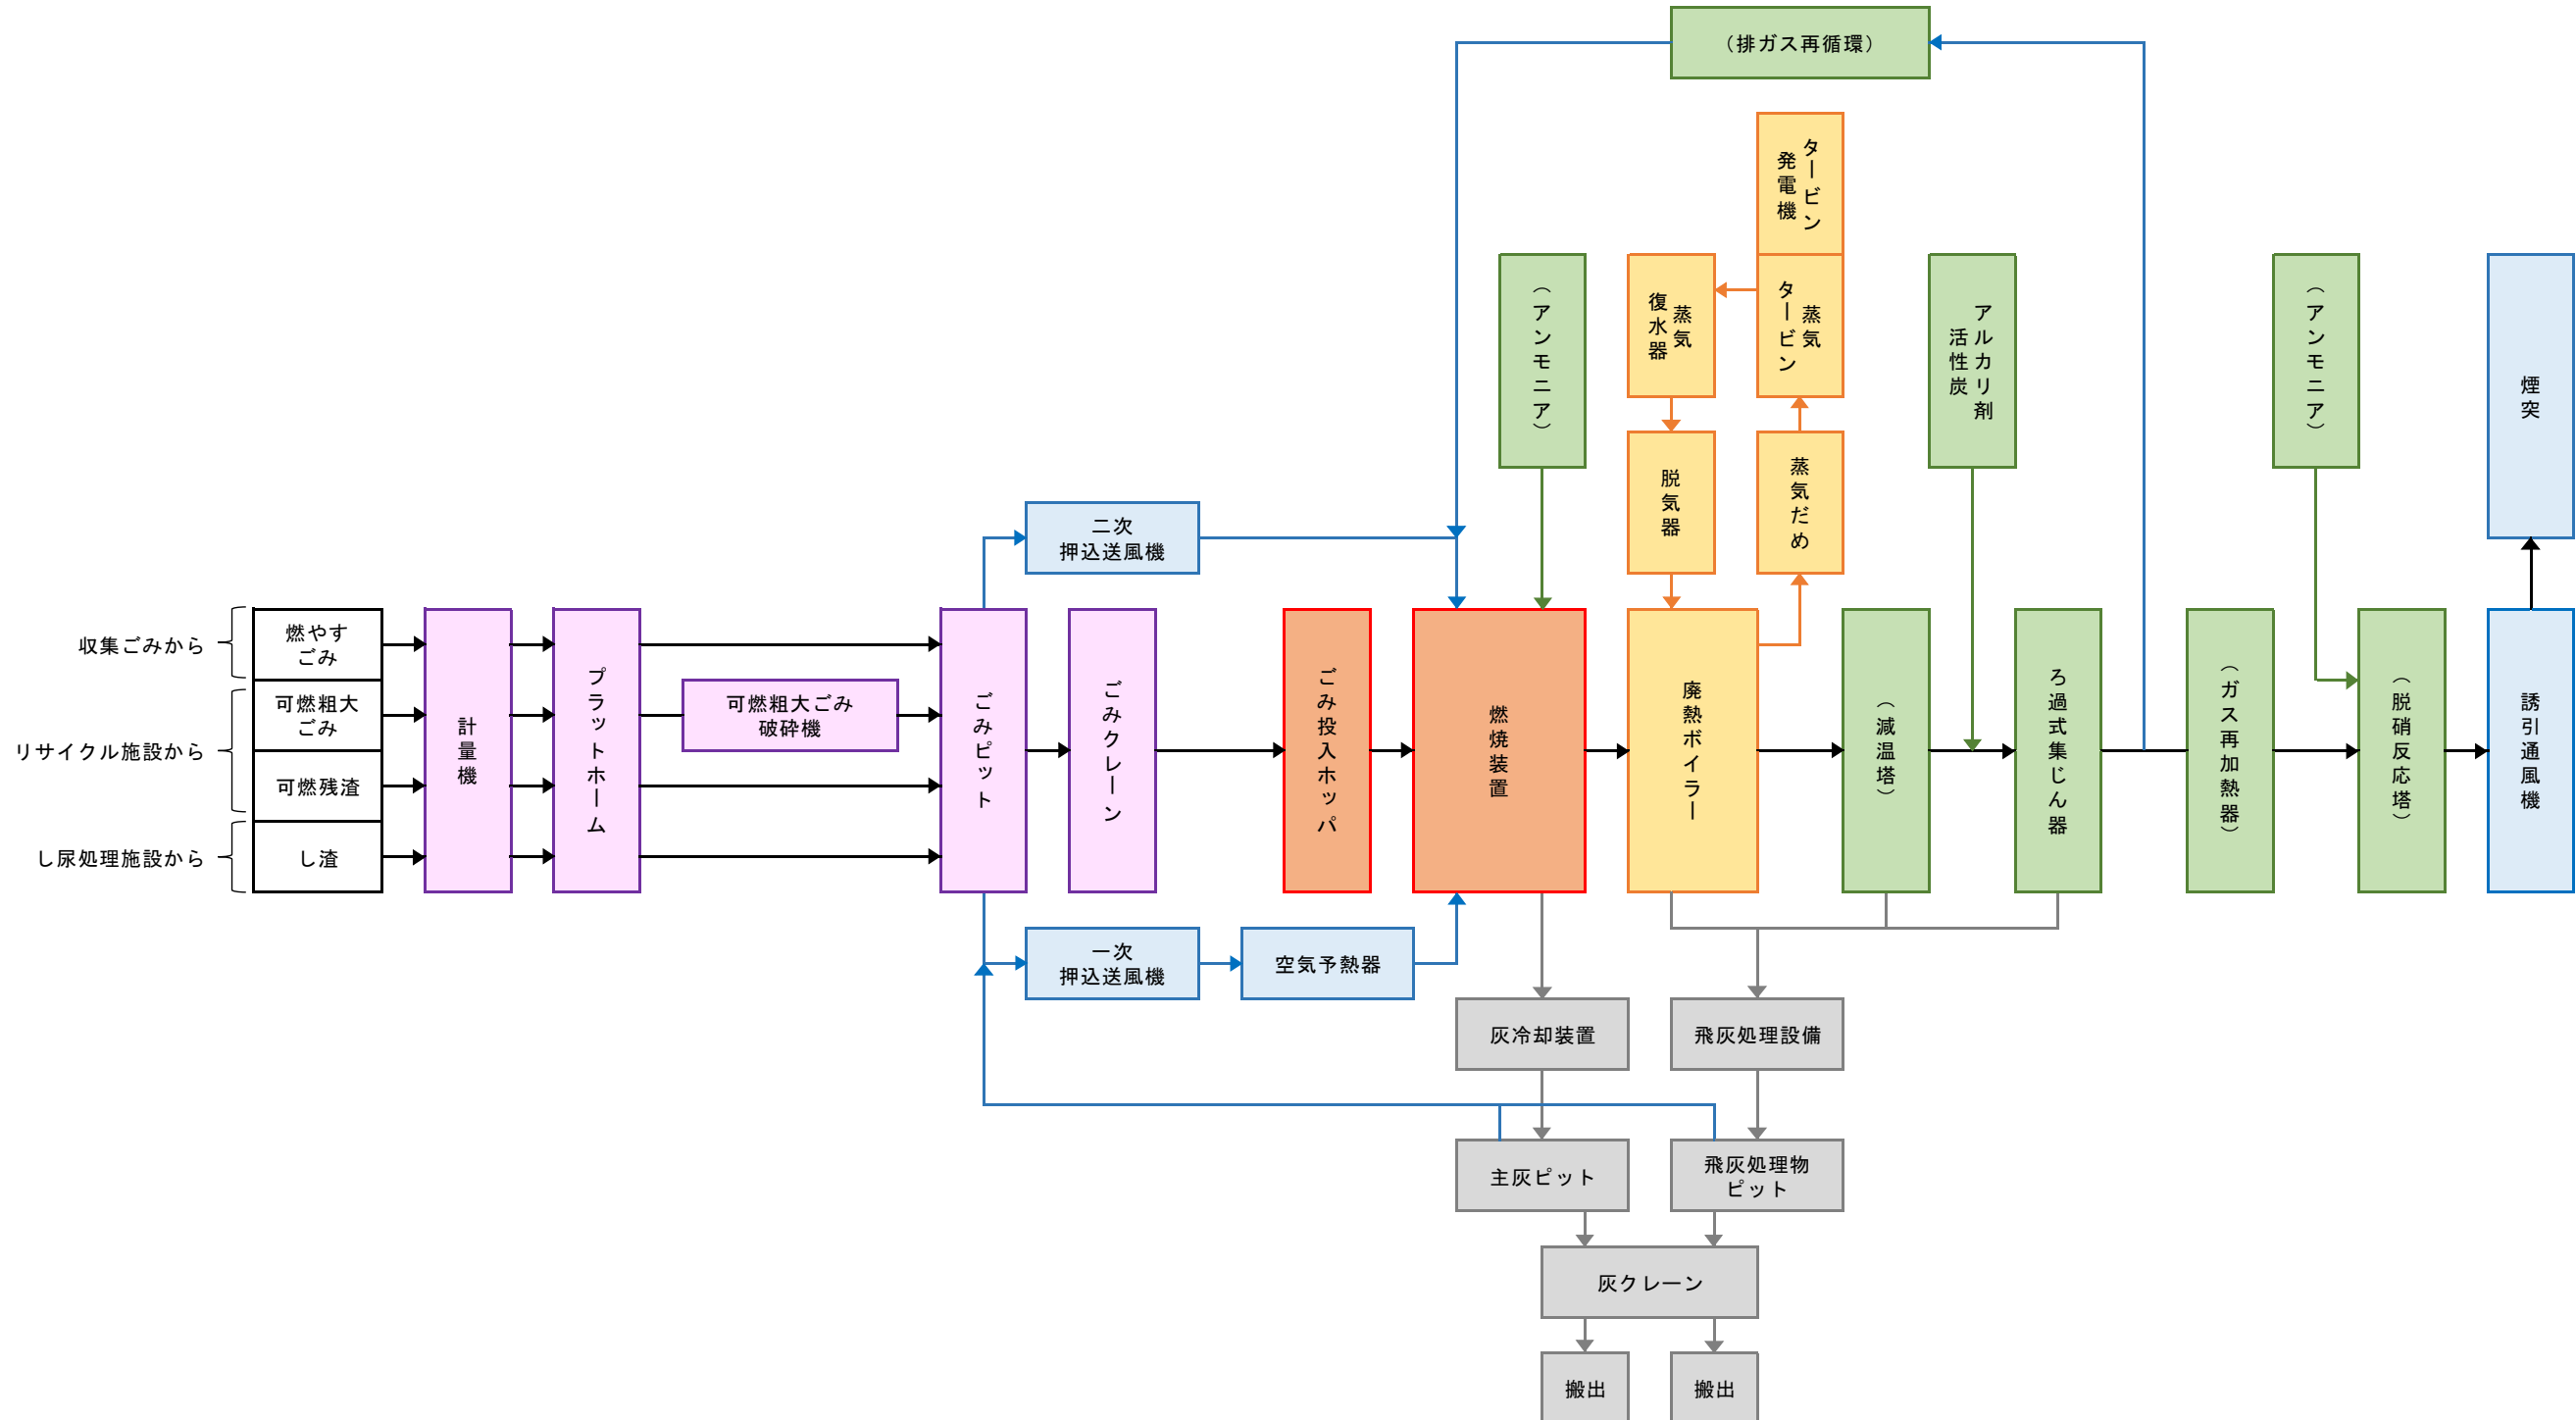 （排ガス再循環）
タービン
発電機
（アンモニア）
蒸気
復水器
蒸気
タービン
アルカリ剤
活性炭
（アンモニア）
煙突
脱気器
蒸気だめ
二次
押込送風機
収集ごみから
リサイクル施設から
し尿処理施設から
燃やす
ごみ
可燃粗大
ごみ
可燃残渣
し渣
計量機
プラットホーム
可燃粗大ごみ
破砕機
ごみピット
ごみクレーン
ごみ投入ホッパ
燃焼装置
廃熱ボイラー
（減温塔）
ろ過式集じん器
（ガス再加熱器）
（脱硝反応塔）
誘引通風機
一次
押込送風機
空気予熱器
灰冷却装置
飛灰処理設備
主灰ピット
飛灰処理物
ピット
灰クレーン
搬出
搬出